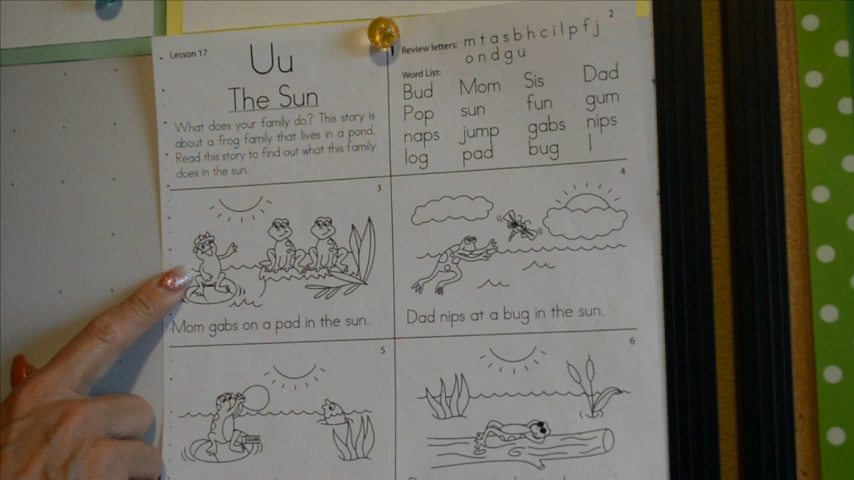 Lesson 17
Uu
The Sun
What does your family do? This story is
about a frog family that lives in a pond.
Read this story to find out what this family
does in the sun.
2
Review letters: m t a s b h c i l p f j
o n d g u
Word List:
Bud Mom Sis Dad
Pop sun fun gum
naps jump gabs nips
log pad bug I
3
Mom gabs on a pad in the sun.
4
Dad nips at a bug in the sun.
5
6